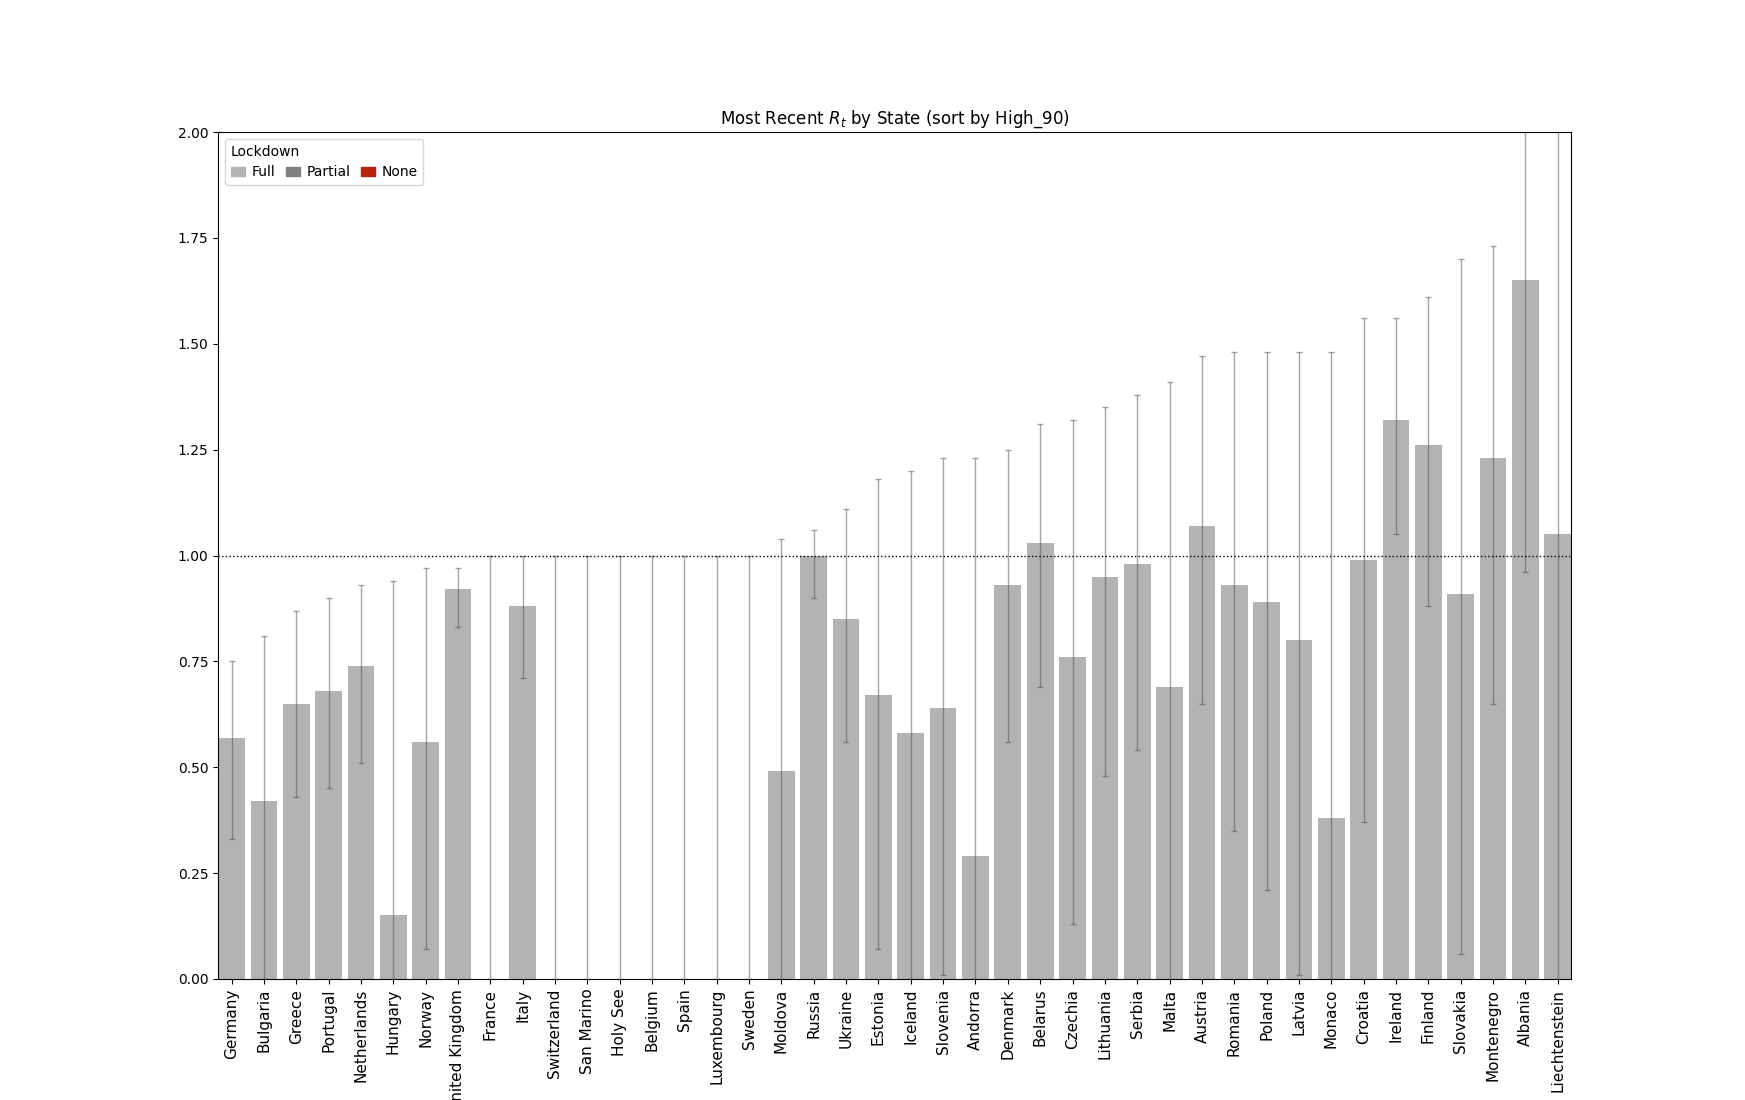 Most Recent R_t by State (sort by High_90)
Lockdown
Full Partial None
2.00
1.75
1.50
1.25
1.00
0.75
0.50
0.25
0.00
Germany
Bulgaria
Greece
Portugal
Netherlands
Hungary
Norway
nited Kingdom
France
Italy
Switzerland
San Marino
Holy See
Belgium
Spain
Luxembourg
Sweden
Moldova
Russia
Ukraine
Estonia
Iceland
Slovenia
Andorra
Denmark
Belarus
Czechia
Lithuania
Serbia
Malta
Austria
Romania
Poland
Latvia
Monaco
Croatia
Ireland
Finland
Slovakia
Montenegro
Albania
Liechtenstein